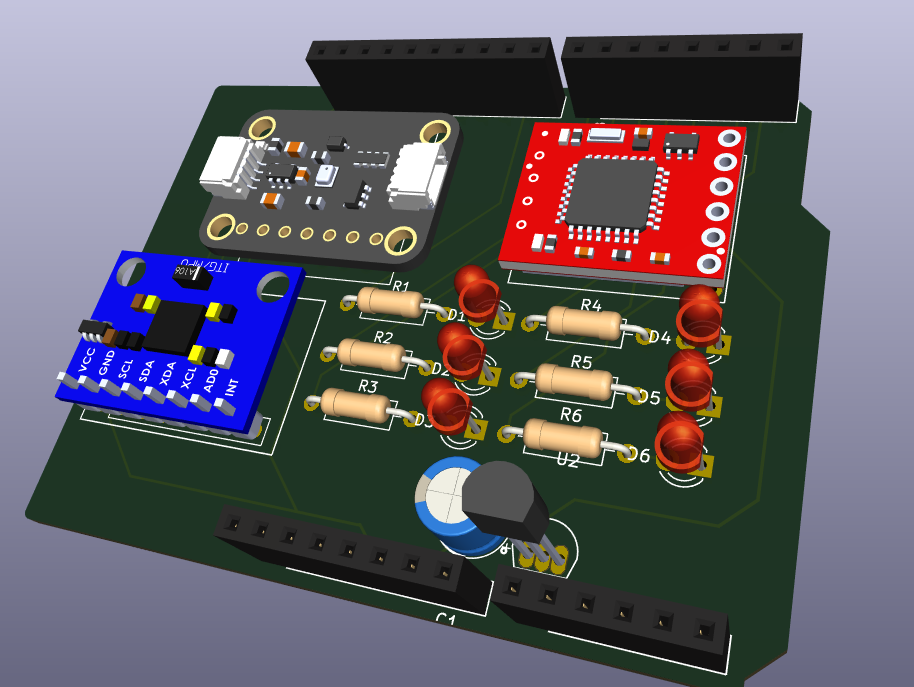 ITG/MPU
A106
VCC
GND
SCL
SDA
XDA
XCL
AD0
INT
R1
D1
R2
D2
R3
D3
R4
D4
R5
D5
R6
D6
U2
C1